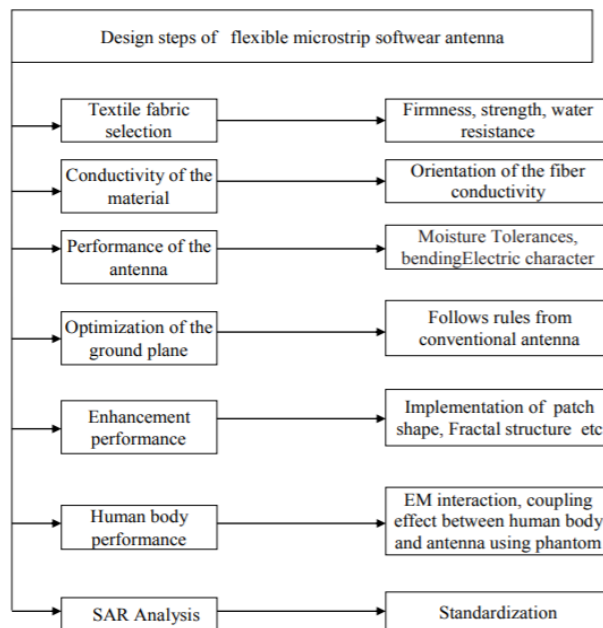 Design steps of flexible microstrip softwear antenna
Textile fabric
selection
Firmness, strength, water
resistance
Conductivity of the
material
Orientation of the fiber
conductivity
Performance of the
antenna
Moisture Tolerances,
bendingElectric character
Optimization of the
ground plane
Follows rules from
conventional antenna
Enhancement
performance
Implementation of patch
shape, Fractal structure etc
Human body
performance
EM interaction, coupling
effect between human body
and antenna using phantom
SAR Analysis
Standardization